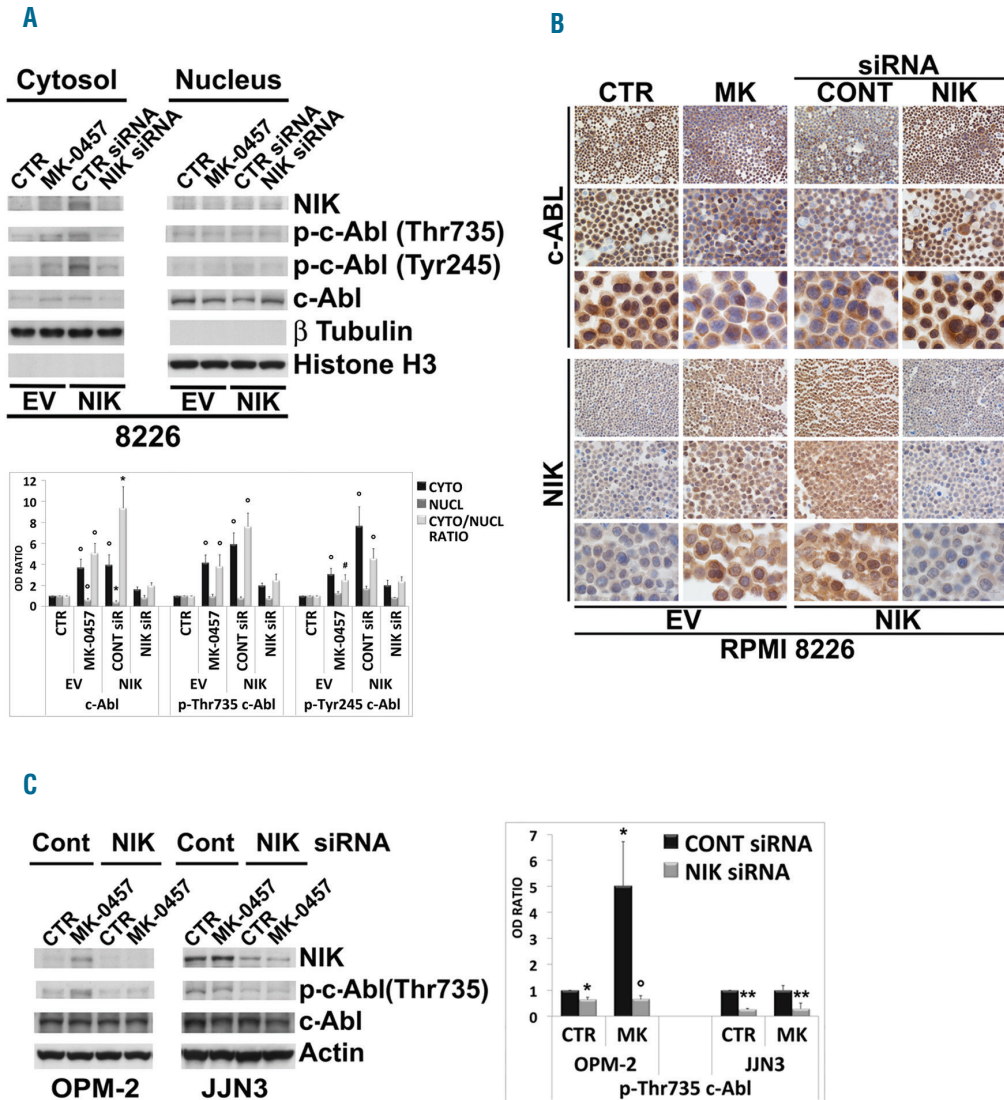 A
Cytosol Nucleus
CTR MK-0457 CTR siRNA NIK siRNA CTR MK-0457 CTR siRNA NIK siRNA
NIK
p-c-Abl (Thr735)
p-c-Abl (Tyr245)
c-Abl
β Tubulin
Histone H3
EV NIK EV NIK
8226
12
10
8
6
4
2
0
OD RATIO
CYTO
NUCL
CYTO/NUCL
RATIO
° ° ° ° * * ° ° ° ° ° # ° °
CTR MK-0457 CONT siR NIK siR CTR MK-0457 CONT siR NIK siR CTR MK-0457 CONT siR NIK siR
EV NIK EV NIK EV NIK
c-Abl p-Thr735 c-Abl p-Tyr245 c-Abl
B
siRNA
CTR MK CONT NIK
c-ABL
NIK
EV NIK
RPMI 8226
C
Cont NIK Cont NIK siRNA
CTR MK-0457 CTR MK-0457 CTR MK-0457 CTR MK-0457
NIK
p-c-Abl(Thr735)
c-Abl
Actin
OPM-2 JJN3
7
6
5
4
3
2
1
0
OD RATIO
CONT siRNA
NIK siRNA
* * ° ** **
CTR MK CTR MK
OPM-2 JJN3
p-Thr735 c-Abl